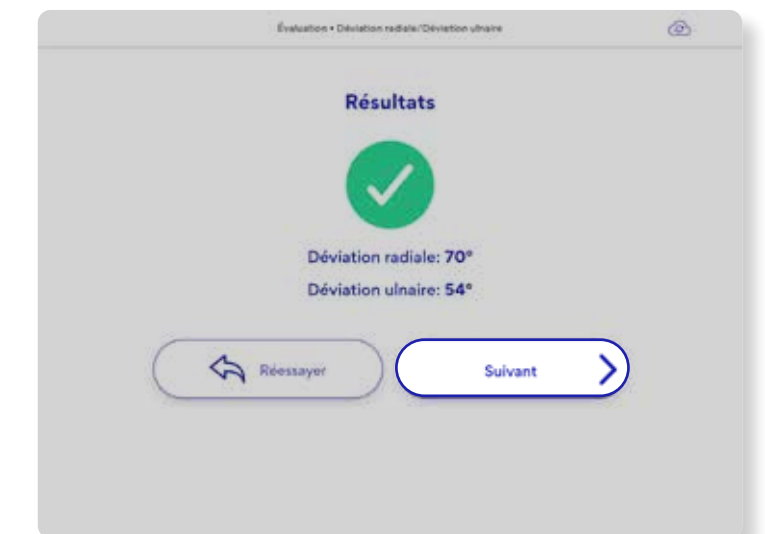 Évaluation • Déviation radiale/Déviation ulnaire
Résultats
Déviation radiale: 70°
Déviation ulnaire: 54°
Réessayer
Suivant